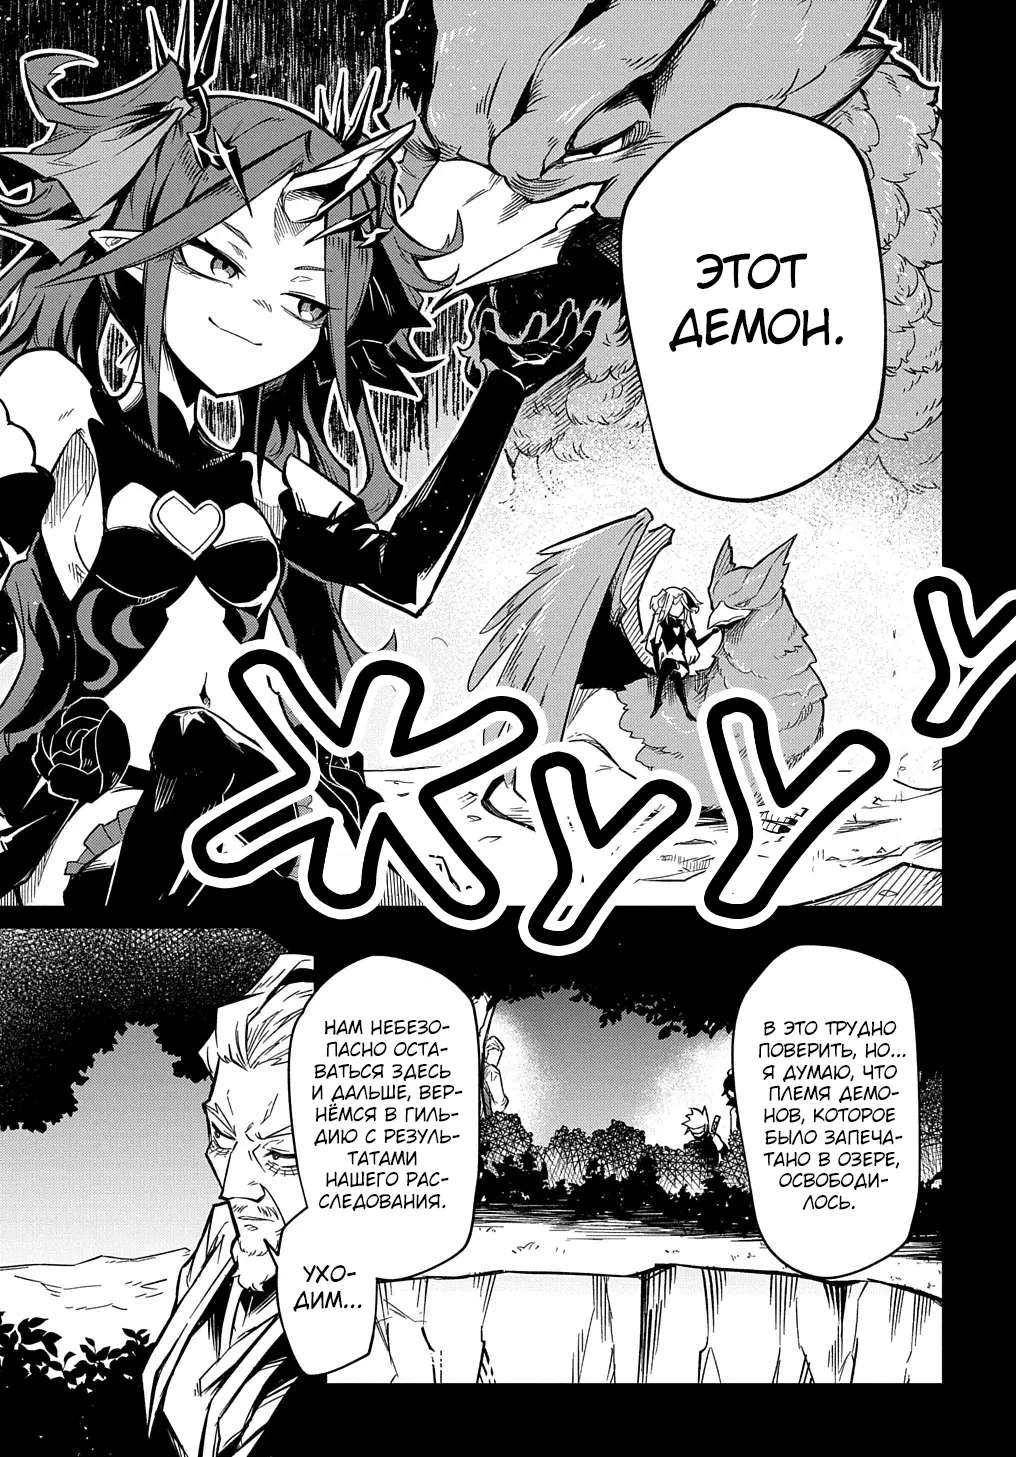 ЭТОТ
ДЕМОН.
ЖУУУ
В ЭТО ТРУДНО
ПОВЕРИТЬ, НО...
Я ДУМАЮ, ЧТО
ПЛЕМЯ ДЕМО-
НОВ, КОТОРОЕ
БЫЛО ЗАПЕЧА-
ТАНО В ОЗЕРЕ,
ОСВОБОДИ-
ЛОСЬ.
НАМ НЕБЕЗО-
ПАСНО ОСТА-
ВАТЬСЯ ЗДЕСЬ
И ДАЛЬШЕ, ВЕР-
НЁМСЯ В ГИЛЬ-
ДИЮ С РЕЗУЛЬ-
ТАТАМИ
НАШЕГО РАС-
СЛЕДОВАНИЯ.
УХО-
ДИМ...